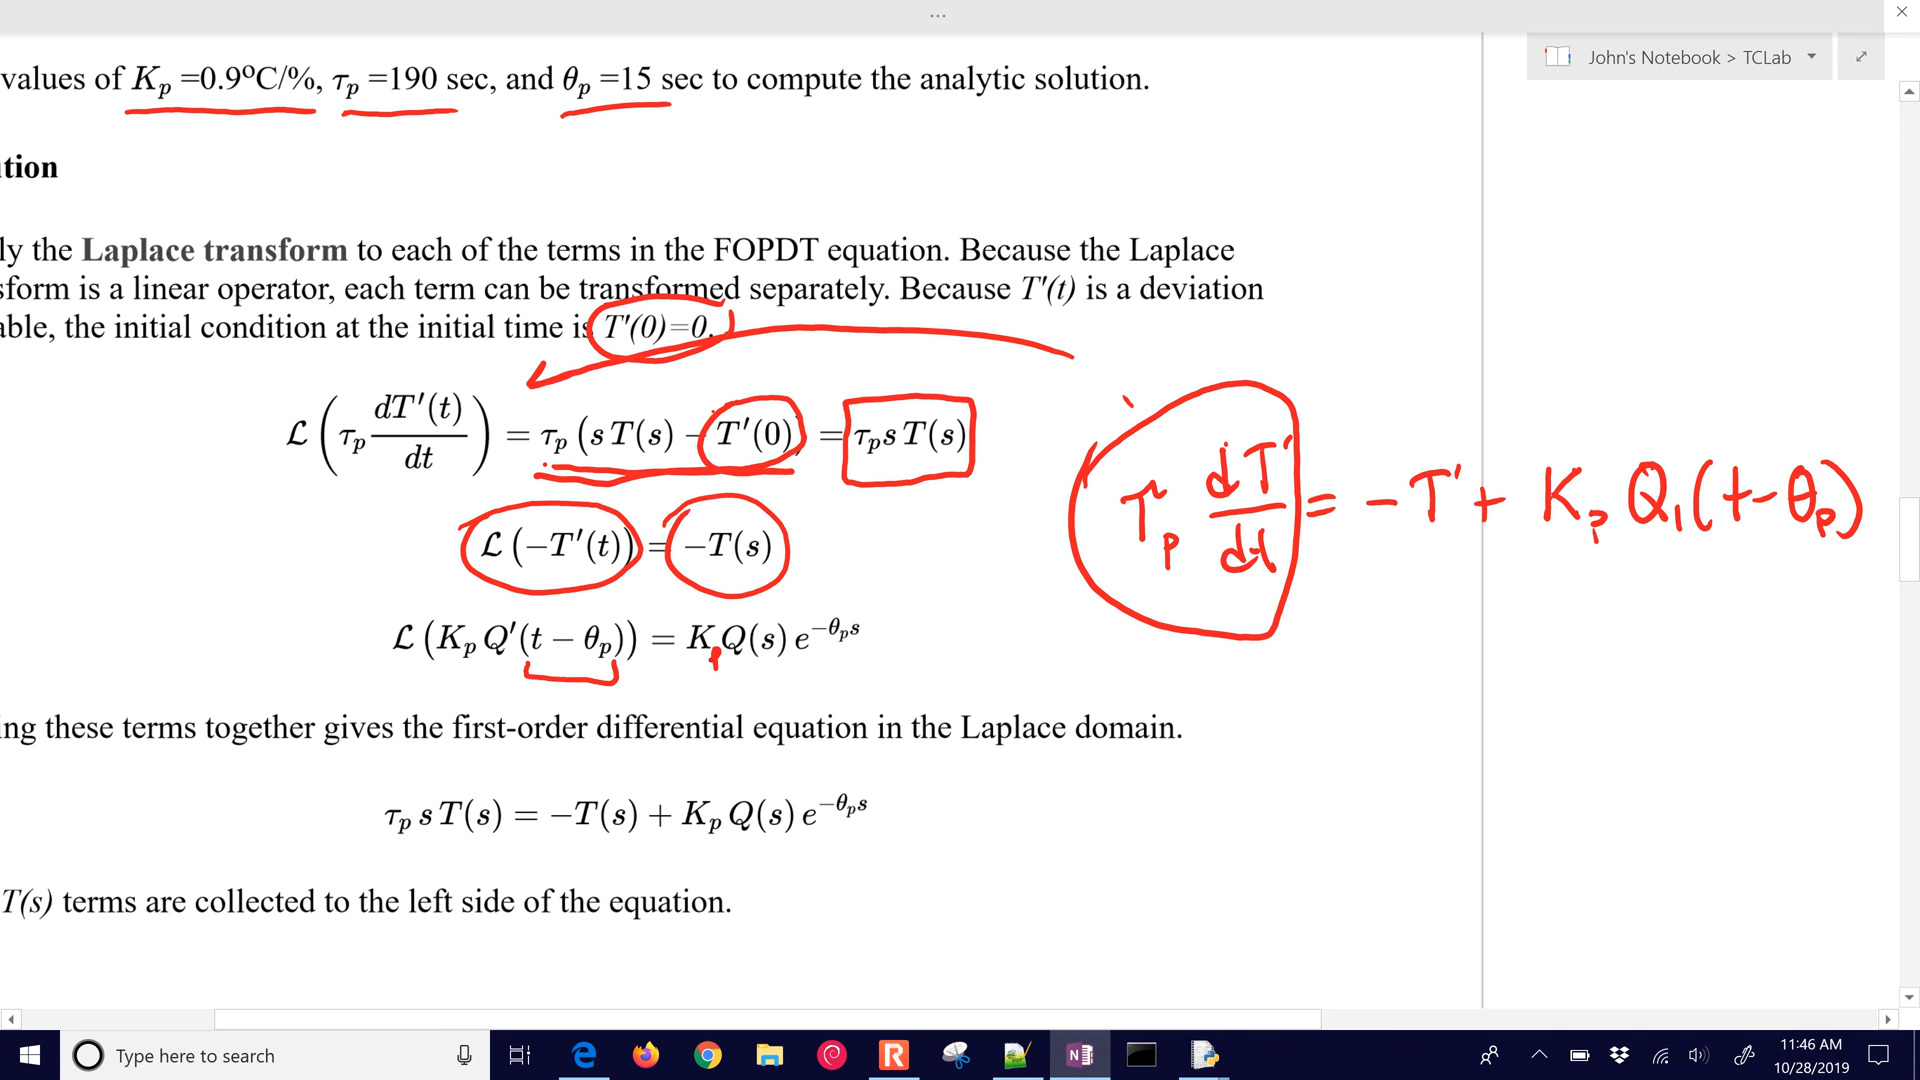 John's Notebook > TCLab
values of Kp =0.9°C/%, τp =190 sec, and θp =15 sec to compute the analytic solution.
ution
ly the Laplace transform to each of the terms in the FOPDT equation. Because the Laplace
sform is a linear operator, each term can be transformed separately. Because T'(t) is a deviation
able, the initial condition at the initial time is T'(0)=0.
ℒ(τp dT'(t)/dt) = τp (s T(s) − T'(0)) = τp s T(s)
τp dT'/dt = -T' + Kp Q1(t-θp)
ℒ(−T'(t)) = −T(s)
ℒ(Kp Q'(t − θp)) = KpQ(s) e^(−θp s)
ing these terms together gives the first-order differential equation in the Laplace domain.
τp s T(s) = −T(s) + Kp Q(s) e^(−θp s)
T(s) terms are collected to the left side of the equation.
Type here to search
11:46 AM
10/28/2019